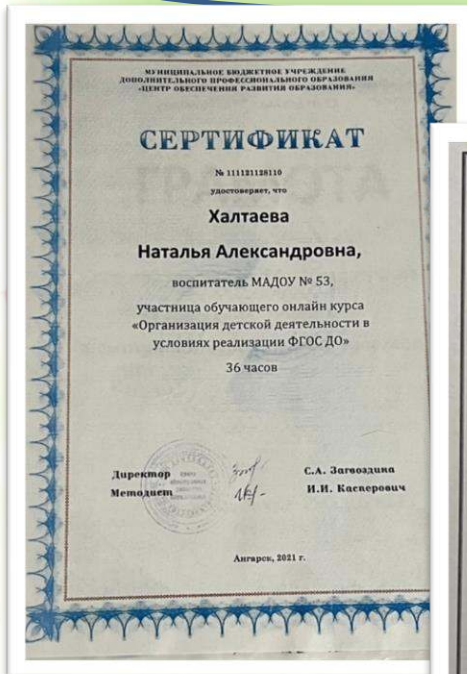 МУНИЦИПАЛЬНОЕ БЮДЖЕТНОЕ УЧРЕЖДЕНИЕ
ДОПОЛНИТЕЛЬНОГО ПРОФЕССИОНАЛЬНОГО ОБРАЗОВАНИЯ
«ЦЕНТР ОБЕСПЕЧЕНИЯ РАЗВИТИЯ ОБРАЗОВАНИЯ»
СЕРТИФИКАТ
№ 111121128110
удостоверяет, что
Халтаева
Наталья Александровна,
воспитатель МАДОУ № 53,
участница обучающего онлайн курса
«Организация детской деятельности в
условиях реализации ФГОС ДО»
36 часов
Директор С.А. Загвоздина
Методист И.И. Касперович
Ангарск, 2021 г.